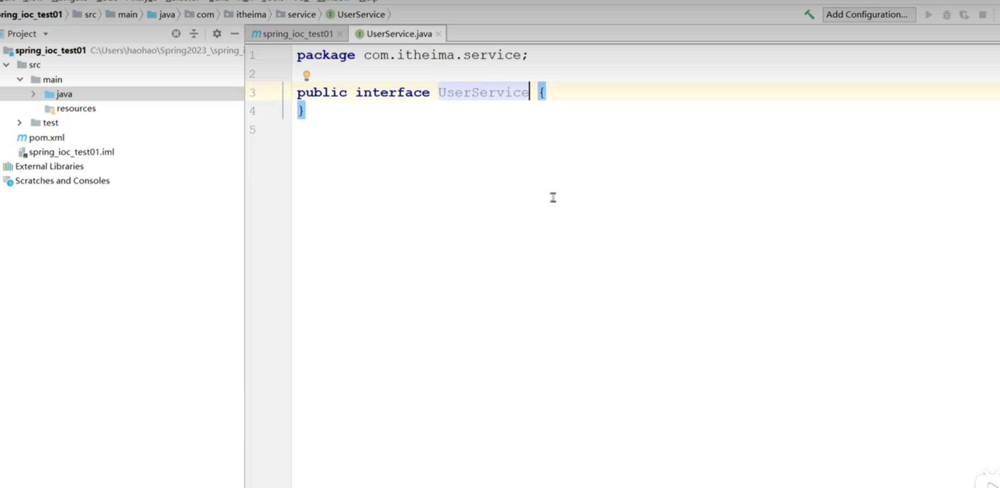 ring_ioc_test01 src main java com itheima service UserService Add Configuration...
Project
spring_ioc_test01 UserService.java
spring_ioc_test01 C:\Users\haohao\Spring2023_\spring_i
src
main
java
resources
test
pom.xml
spring_ioc_test01.iml
External Libraries
Scratches and Consoles
1 package com.itheima.service;
2
3 public interface UserService {
4 }
5